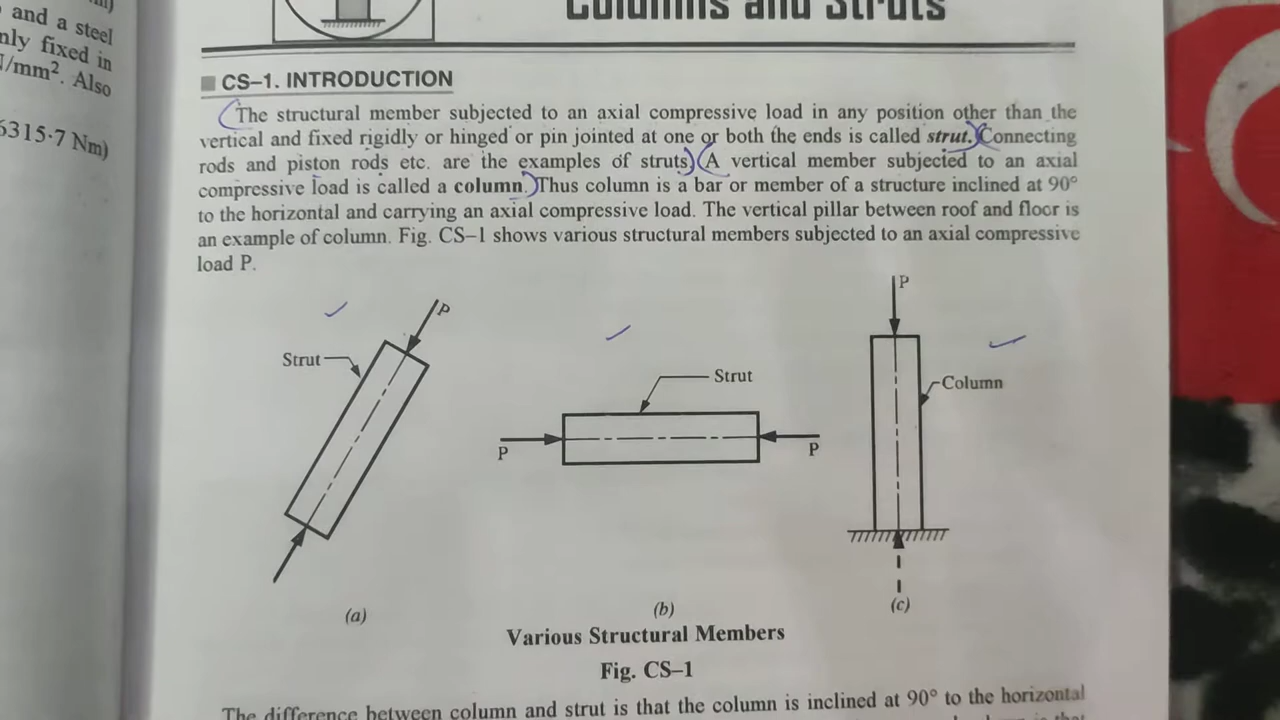 and a steel
nly fixed in
/mm². Also
6315·7 Nm)
Columns and Struts
CS–1. INTRODUCTION
The structural member subjected to an axial compressive load in any position other than the
vertical and fixed rigidly or hinged or pin jointed at one or both the ends is called strut. Connecting
rods and piston rods etc. are the examples of struts. A vertical member subjected to an axial
compressive load is called a column. Thus column is a bar or member of a structure inclined at 90°
to the horizontal and carrying an axial compressive load. The vertical pillar between roof and floor is
an example of column. Fig. CS–1 shows various structural members subjected to an axial compressive
load P.
P
Strut
Strut
P
P
P
Column
(a)
(b)
(c)
Various Structural Members
Fig. CS–1
The difference between column and strut is that the column is inclined at 90° to the horizontal